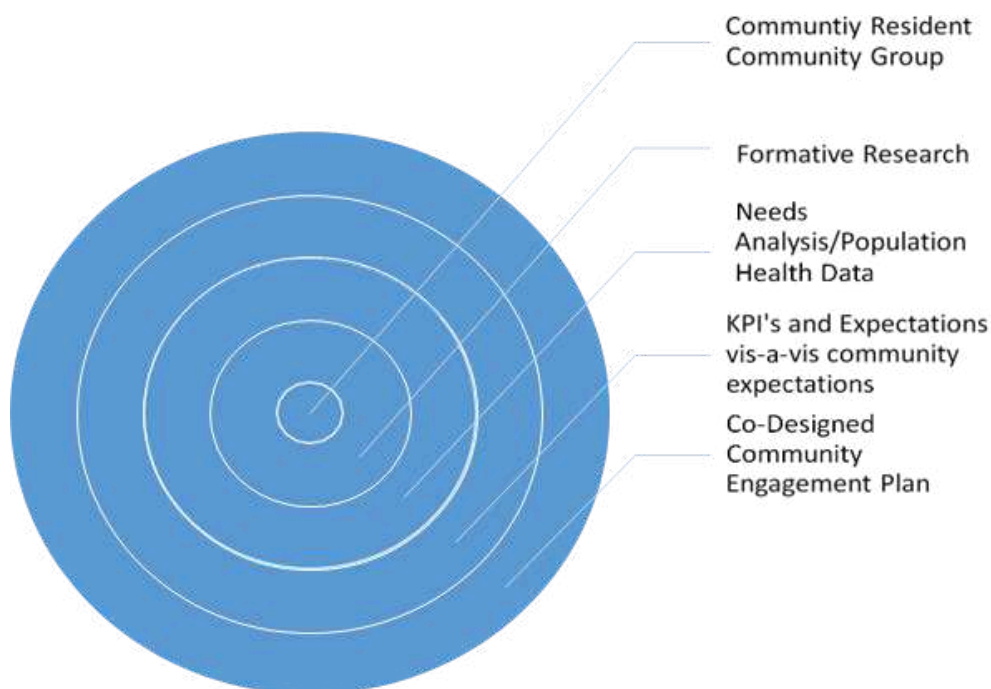 Communtiy Resident
Community Group
Formative Research
Needs
Analysis/Population
Health Data
KPI's and Expectations
vis-a-vis community
expectations
Co-Designed
Community
Engagement Plan